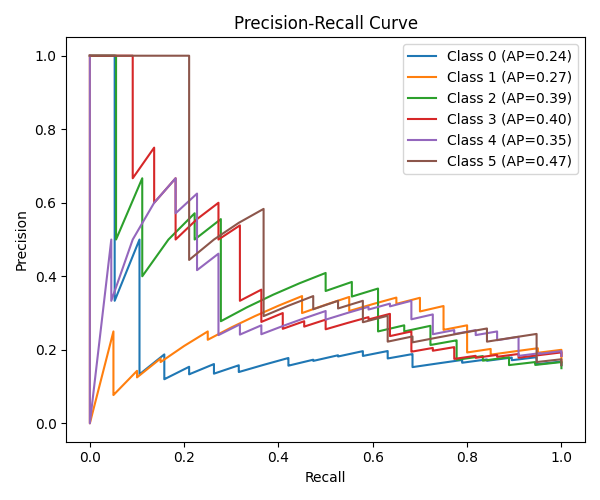 Precision-Recall Curve
Class 0 (AP=0.24)
Class 1 (AP=0.27)
Class 2 (AP=0.39)
Class 3 (AP=0.40)
Class 4 (AP=0.35)
Class 5 (AP=0.47)
Precision
1.0
0.8
0.6
0.4
0.2
0.0
0.0 0.2 0.4 0.6 0.8 1.0
Recall